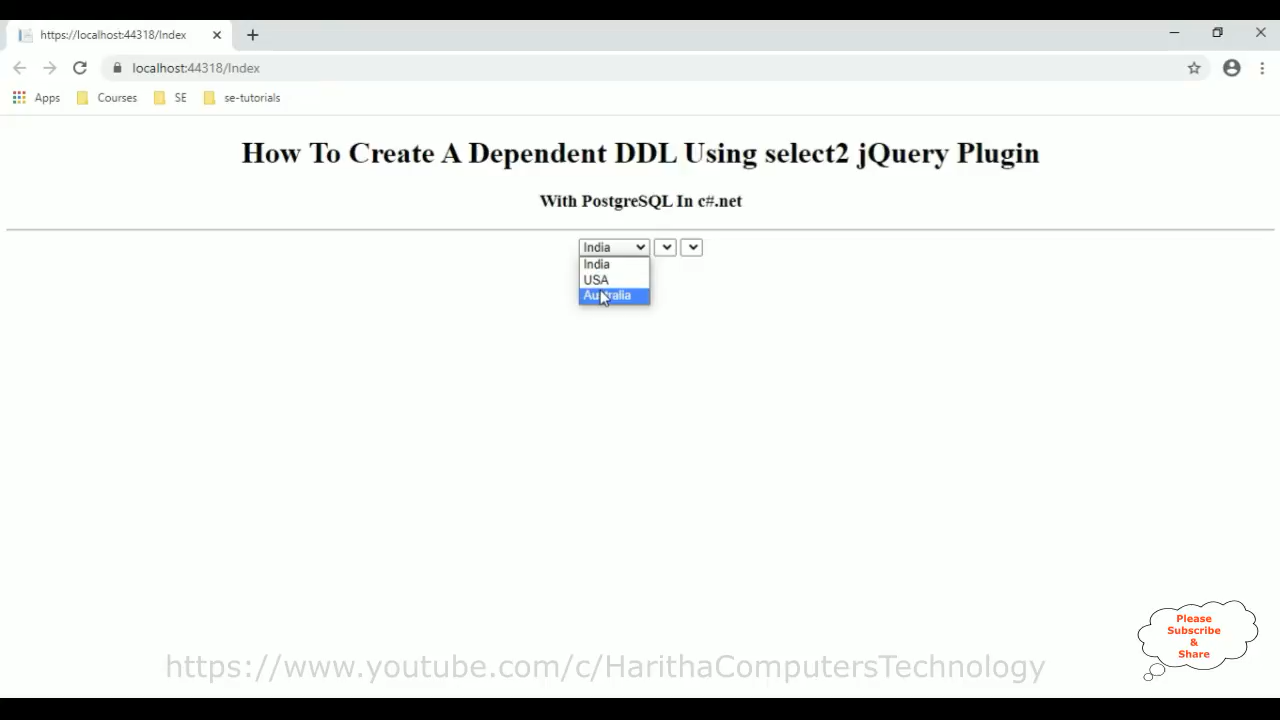 https://localhost:44318/Index
localhost:44318/Index
Apps
Courses
SE
se-tutorials
How To Create A Dependent DDL Using select2 jQuery Plugin
With PostgreSQL In c#.net
India
India
USA
Australia
Please
Subscribe
&
Share
https://www.youtube.com/c/HarithaComputersTechnology